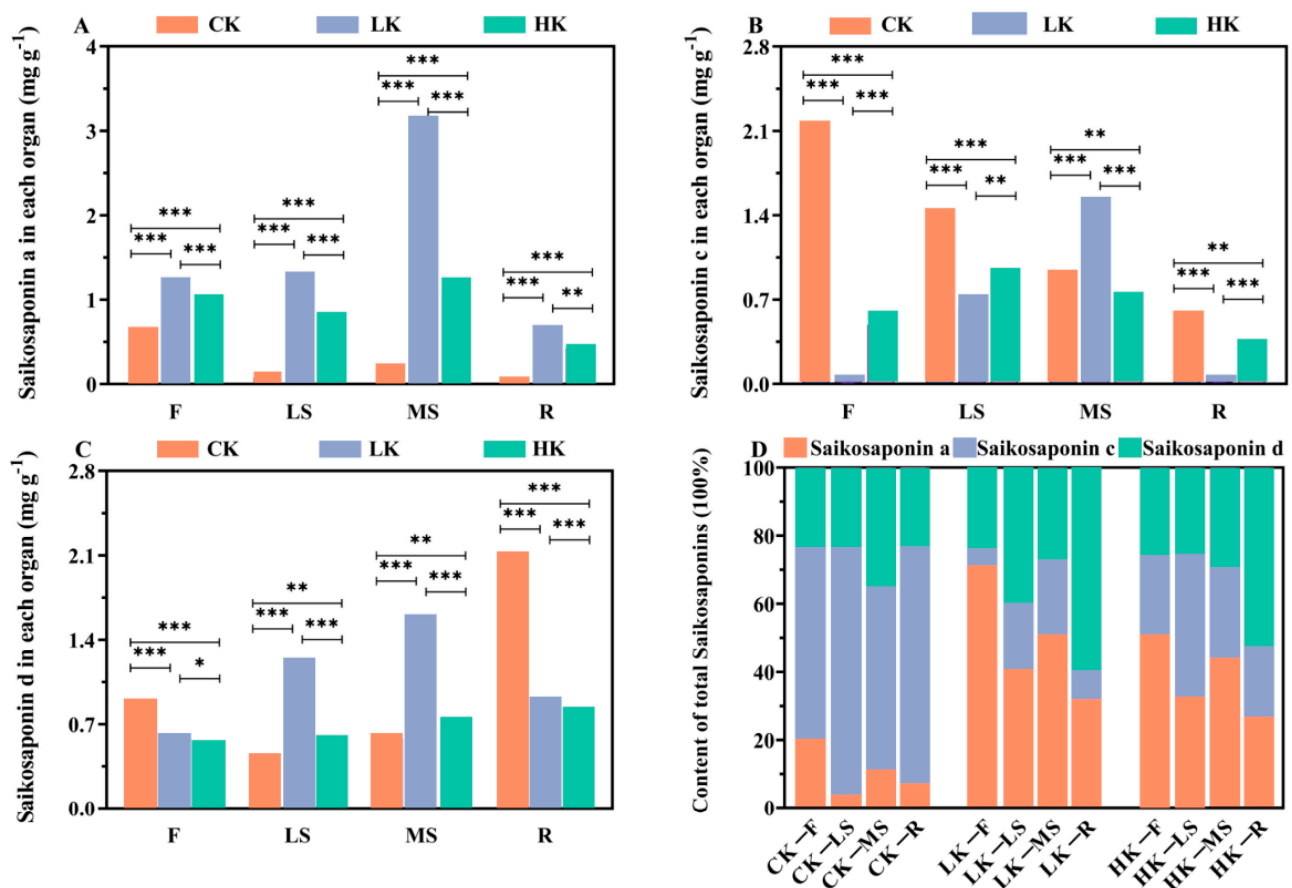 A CK LK HK
Saikosaponin a in each organ (mg g-1)
4
3
2
1
0
*** *** ***
*** *** ***
*** *** ***
*** *** **
F LS MS R
B CK LK HK
Saikosaponin c in each organ (mg g-1)
2.8
2.1
1.4
0.7
0.0
*** *** ***
*** *** **
** *** ***
** *** ***
F LS MS R
C CK LK HK
Saikosaponin d in each organ (mg g-1)
2.8
2.1
1.4
0.7
0.0
*** *** *
** *** ***
** *** ***
*** *** ***
F LS MS R
D Saikosaponin a Saikosaponin c Saikosaponin d
Content of total Saikosaponins (100%)
100
80
60
40
20
0
CK–F CK–LS CK–MS CK–R LK–F LK–LS LK–MS LK–R HK–F HK–LS HK–MS HK–R